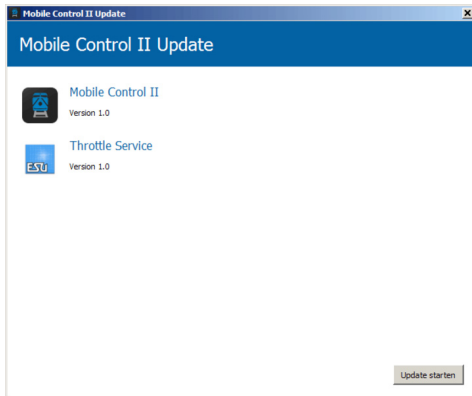 Mobile Control II Update
Mobile Control II Update
Mobile Control II
Version 1.0
Throttle Service
ESU
Version 1.0
Update starten